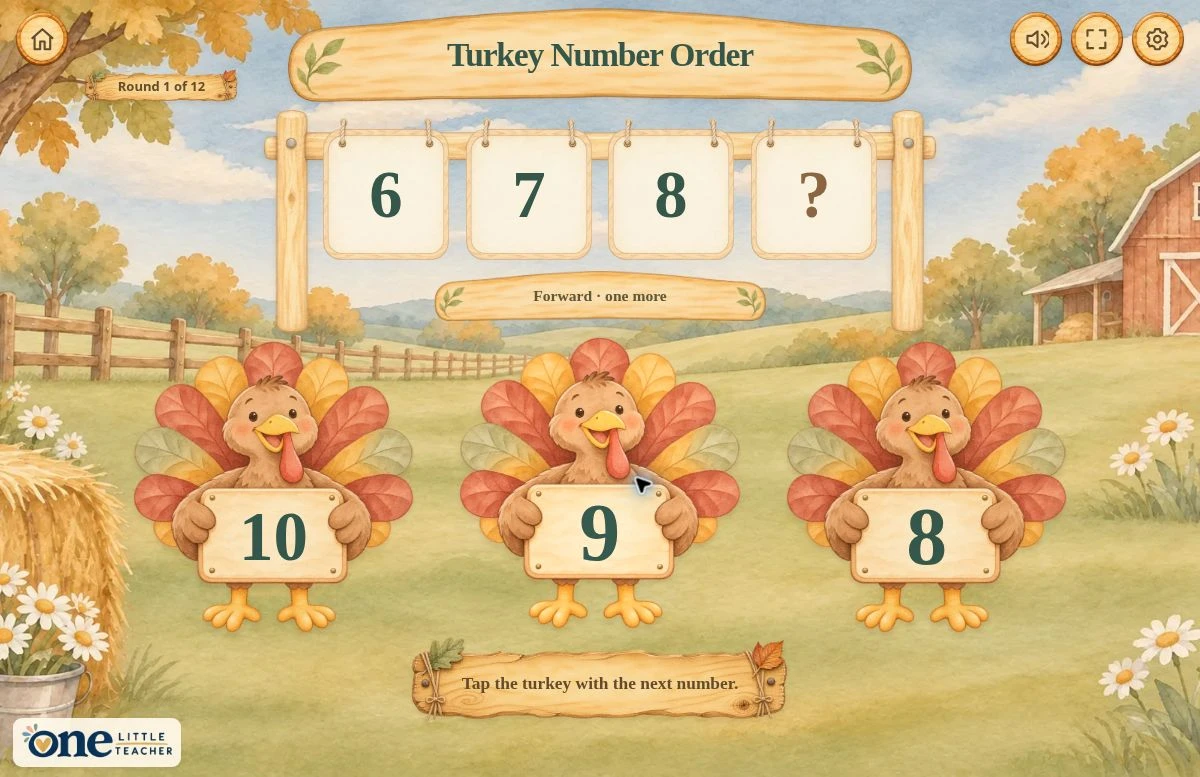 Turkey Number Order
Round 1 of 12
6 7 8 ?
Forward · one more
10 9 8
Tap the turkey with the next number.
one LITTLE TEACHER